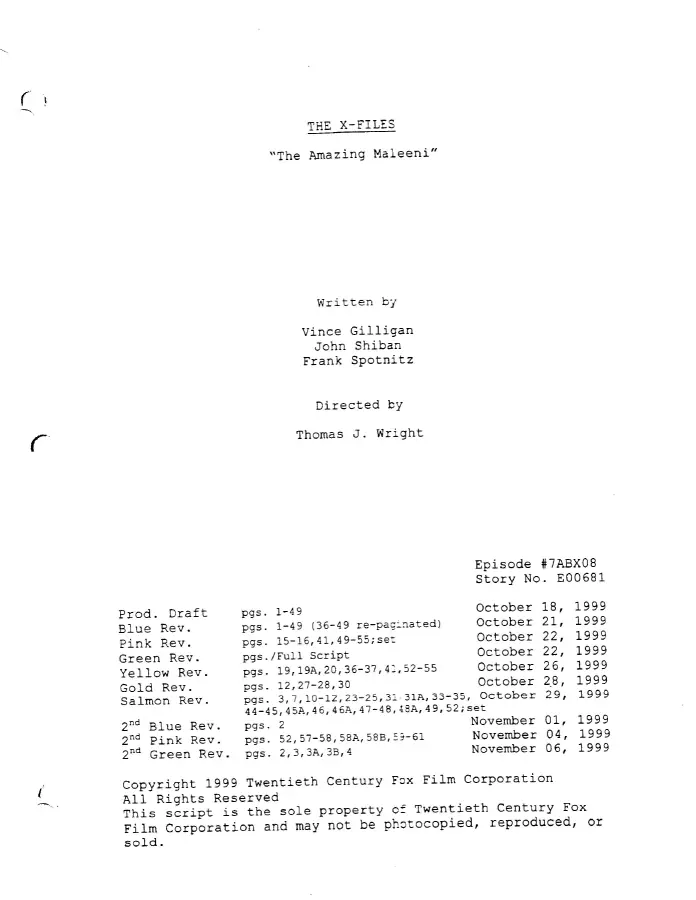 THE X-FILES
"The Amazing Maleeni"
Written by
Vince Gilligan
John Shiban
Frank Spotnitz
Directed by
Thomas J. Wright
Episode #7ABX08
Story No. E00681
Prod. Draft pgs. 1-49 October 18, 1999
Blue Rev. pgs. 1-49 (36-49 re-paginated) October 21, 1999
Pink Rev. pgs. 15-16,41,49-55;set October 22, 1999
Green Rev. pgs./Full Script October 22, 1999
Yellow Rev. pgs. 19,19A,20,36-37,41,52-55 October 26, 1999
Gold Rev. pgs. 12,27-28,30 October 28, 1999
Salmon Rev. pgs. 3,7,10-12,23-25,31 31A,33-35, October 29, 1999
44-45,45A,46,46A,47-48,48A,49,52;set
2nd Blue Rev. pgs. 2 November 01, 1999
2nd Pink Rev. pgs. 52,57-58,58A,58B,59-61 November 04, 1999
2nd Green Rev. pgs. 2,3,3A,3B,4 November 06, 1999
Copyright 1999 Twentieth Century Fox Film Corporation
All Rights Reserved
This script is the sole property of Twentieth Century Fox
Film Corporation and may not be photocopied, reproduced, or
sold.